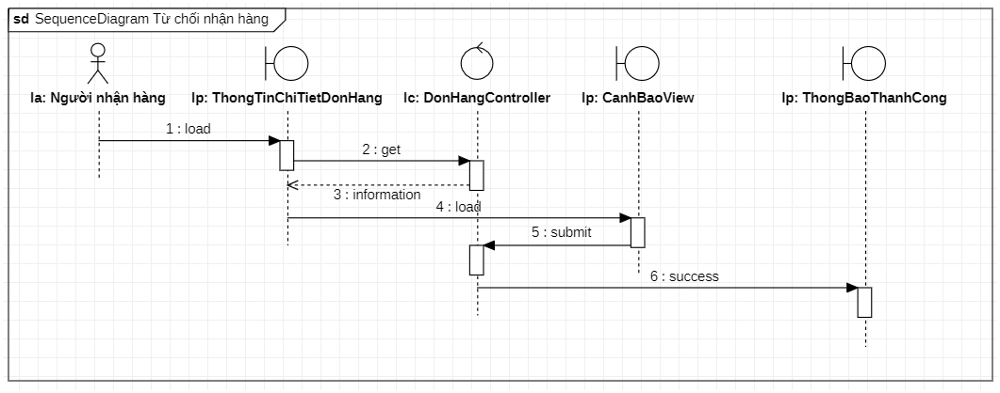 sd SequenceDiagram Từ chối nhận hàng
la: Người nhận hàng
lp: ThongTinChiTietDonHang
lc: DonHangController
lp: CanhBaoView
lp: ThongBaoThanhCong
1 : load
2 : get
3 : information
4 : load
5 : submit
6 : success